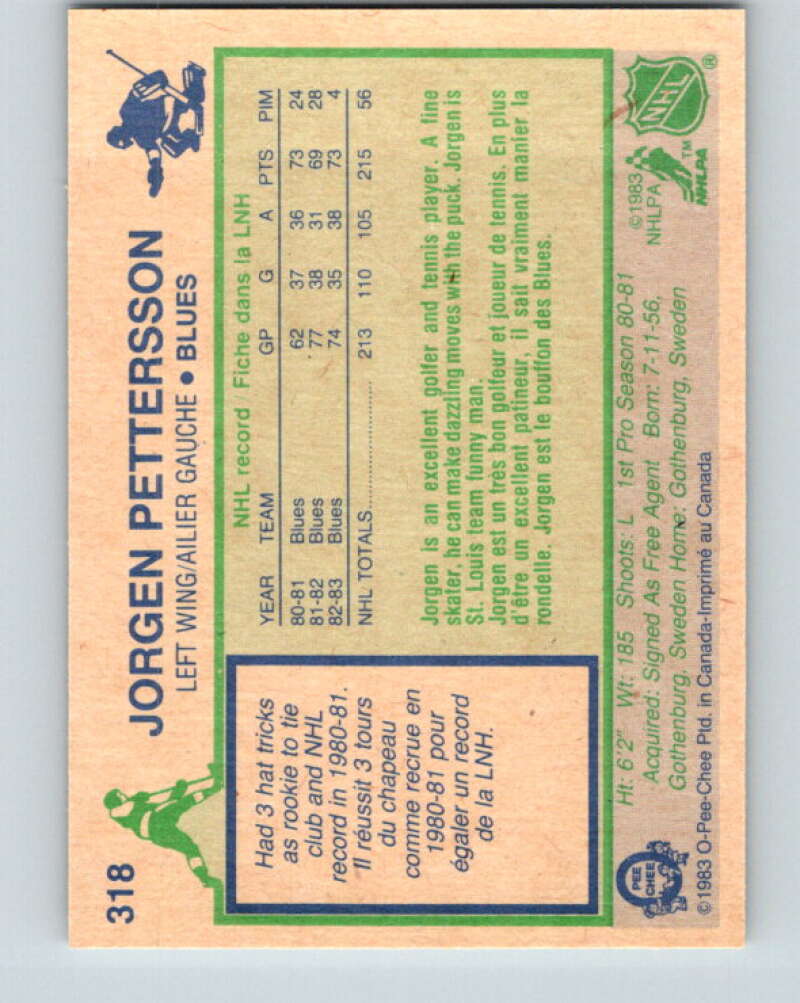 318
JORGEN PETTERSSON
LEFT WING/AILIER GAUCHE • BLUES
Had 3 hat tricks
as rookie to tie
club and NHL
record in 1980-81.
Il réussit 3 tours
du chapeau
comme recrue en
1980-81 pour
égaler un record
de la LNH.
NHL record / Fiche dans la LNH
YEAR TEAM GP G A PTS PIM
80-81 Blues 62 37 36 73 24
81-82 Blues 77 38 31 69 28
82-83 Blues 74 35 38 73 4
NHL TOTALS 213 110 105 215 56
Jorgen is an excellent golfer and tennis player. A fine
skater, he can make dazzling moves with the puck. Jorgen is
St. Louis team funny man.
Jorgen est un très bon golfeur et joueur de tennis. En plus
d'être un excellent patineur, il sait vraiment manier la
rondelle. Jorgen est le bouffon des Blues.
PEE
CHEE
Ht: 6'2" Wt: 185 Shoots: L 1st Pro Season 80-81
Acquired: Signed As Free Agent Born: 7-11-56,
Gothenburg, Sweden Home: Gothenburg, Sweden
©1983 O-Pee-Chee Ptd. in Canada-Imprimé au Canada
©1983
NHLPA
NHLPA
TM
NHL
®